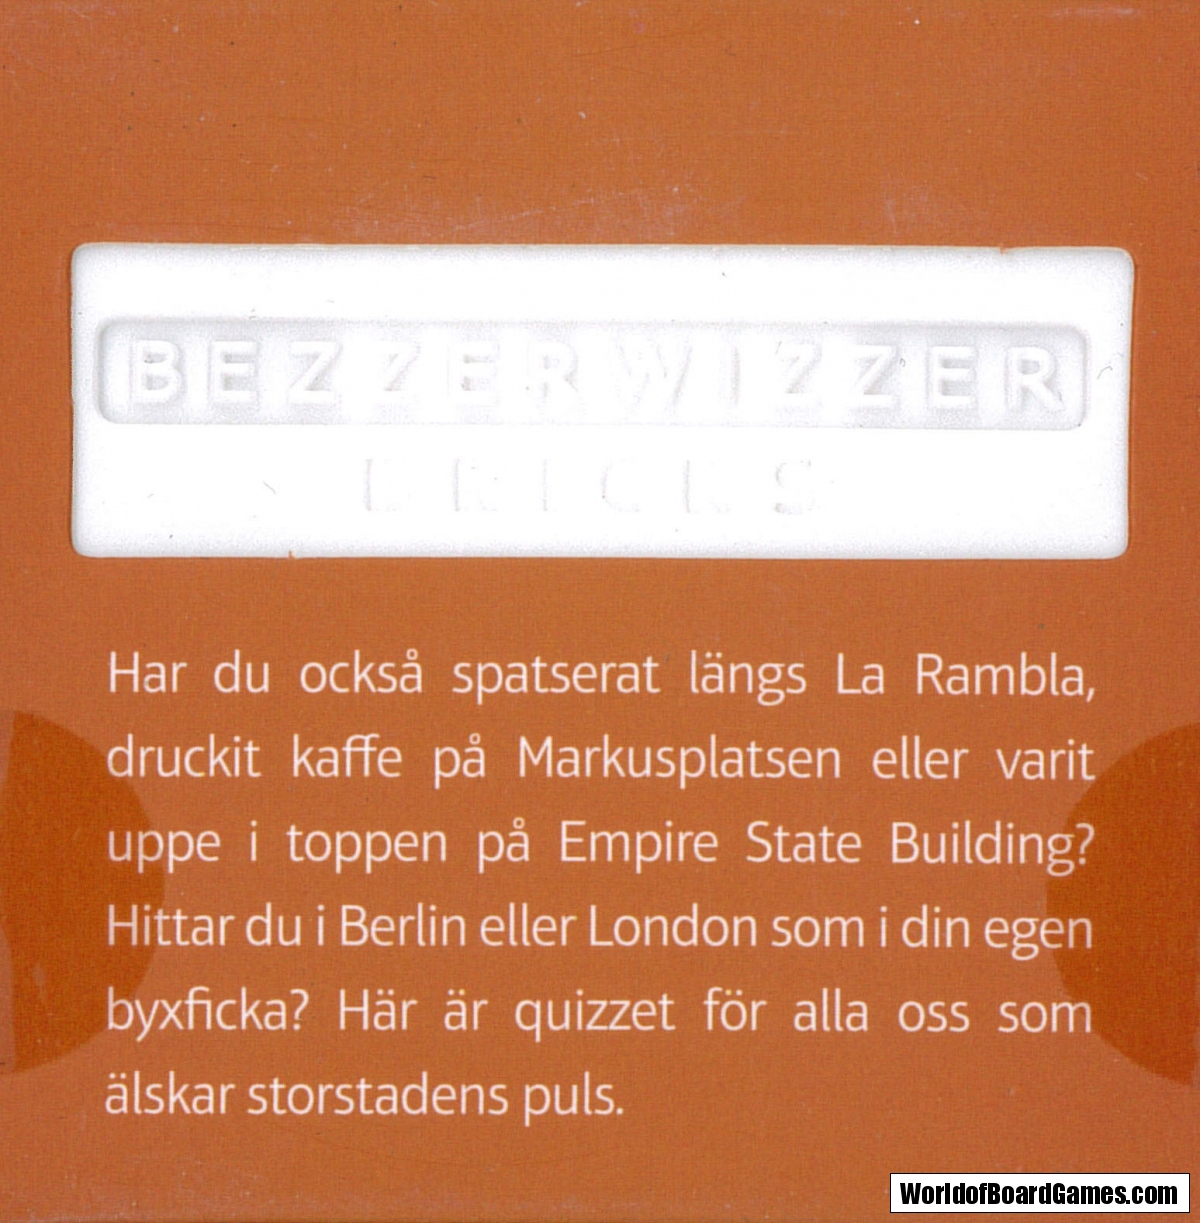 BEZZERWIZZER
BRICKS
Har du också spatserat längs La Rambla,
druckit kaffe på Markusplatsen eller varit
uppe i toppen på Empire State Building?
Hittar du i Berlin eller London som i din egen
byxficka? Här är quizzet för alla oss som
älskar storstadens puls.
WorldofBoardGames.com